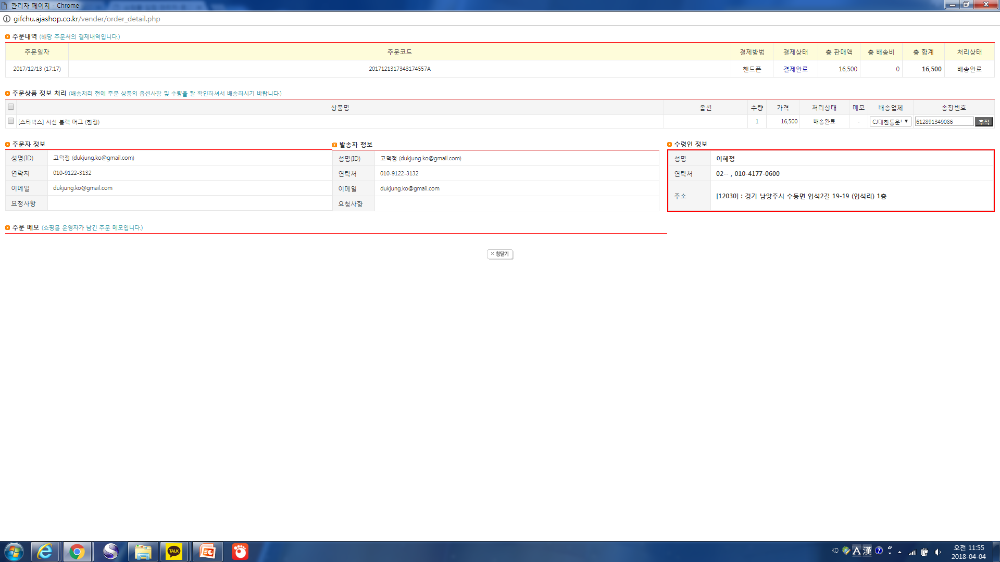 관리자 페이지 - Chrome
gifchu.ajashop.co.kr/vender/order_detail.php
주문내역 (해당 주문서의 결제내역입니다.)
주문일자 주문코드 결제방법 결제상태 총 판매액 총 배송비 총 합계 처리상태
2017/12/13 (17:17) 2017121317343174557A 핸드폰 결제완료 16,500 0 16,500 배송완료
주문상품 정보 처리 (배송처리 전에 주문 상품의 옵션사항 및 수량을 잘 확인하셔서 배송하시기 바랍니다.)
상품명 옵션 수량 가격 처리상태 메모 배송업체 송장번호
[스타벅스] 사선 블랙 머그 (한정) 1 16,500 배송완료 - CJ대한통운 612891349086 추적
주문자 정보 발송자 정보 수령인 정보
성명(ID) 고덕정 (dukjung.ko@gmail.com) 성명(ID) 고덕정 (dukjung.ko@gmail.com) 성명 이혜정
연락처 010-9122-3132 연락처 010-9122-3132 연락처 02-- , 010-4177-0600
이메일 dukjung.ko@gmail.com 이메일 dukjung.ko@gmail.com 주소 [12030] : 경기 남양주시 수동면 입석2길 19-19 (입석리) 1층
요청사항 요청사항
주문 메모 (쇼핑몰 운영자가 남긴 주문 메모입니다.)
× 창닫기
TALK
KO A 漢 ? 오전 11:55
2018-04-04